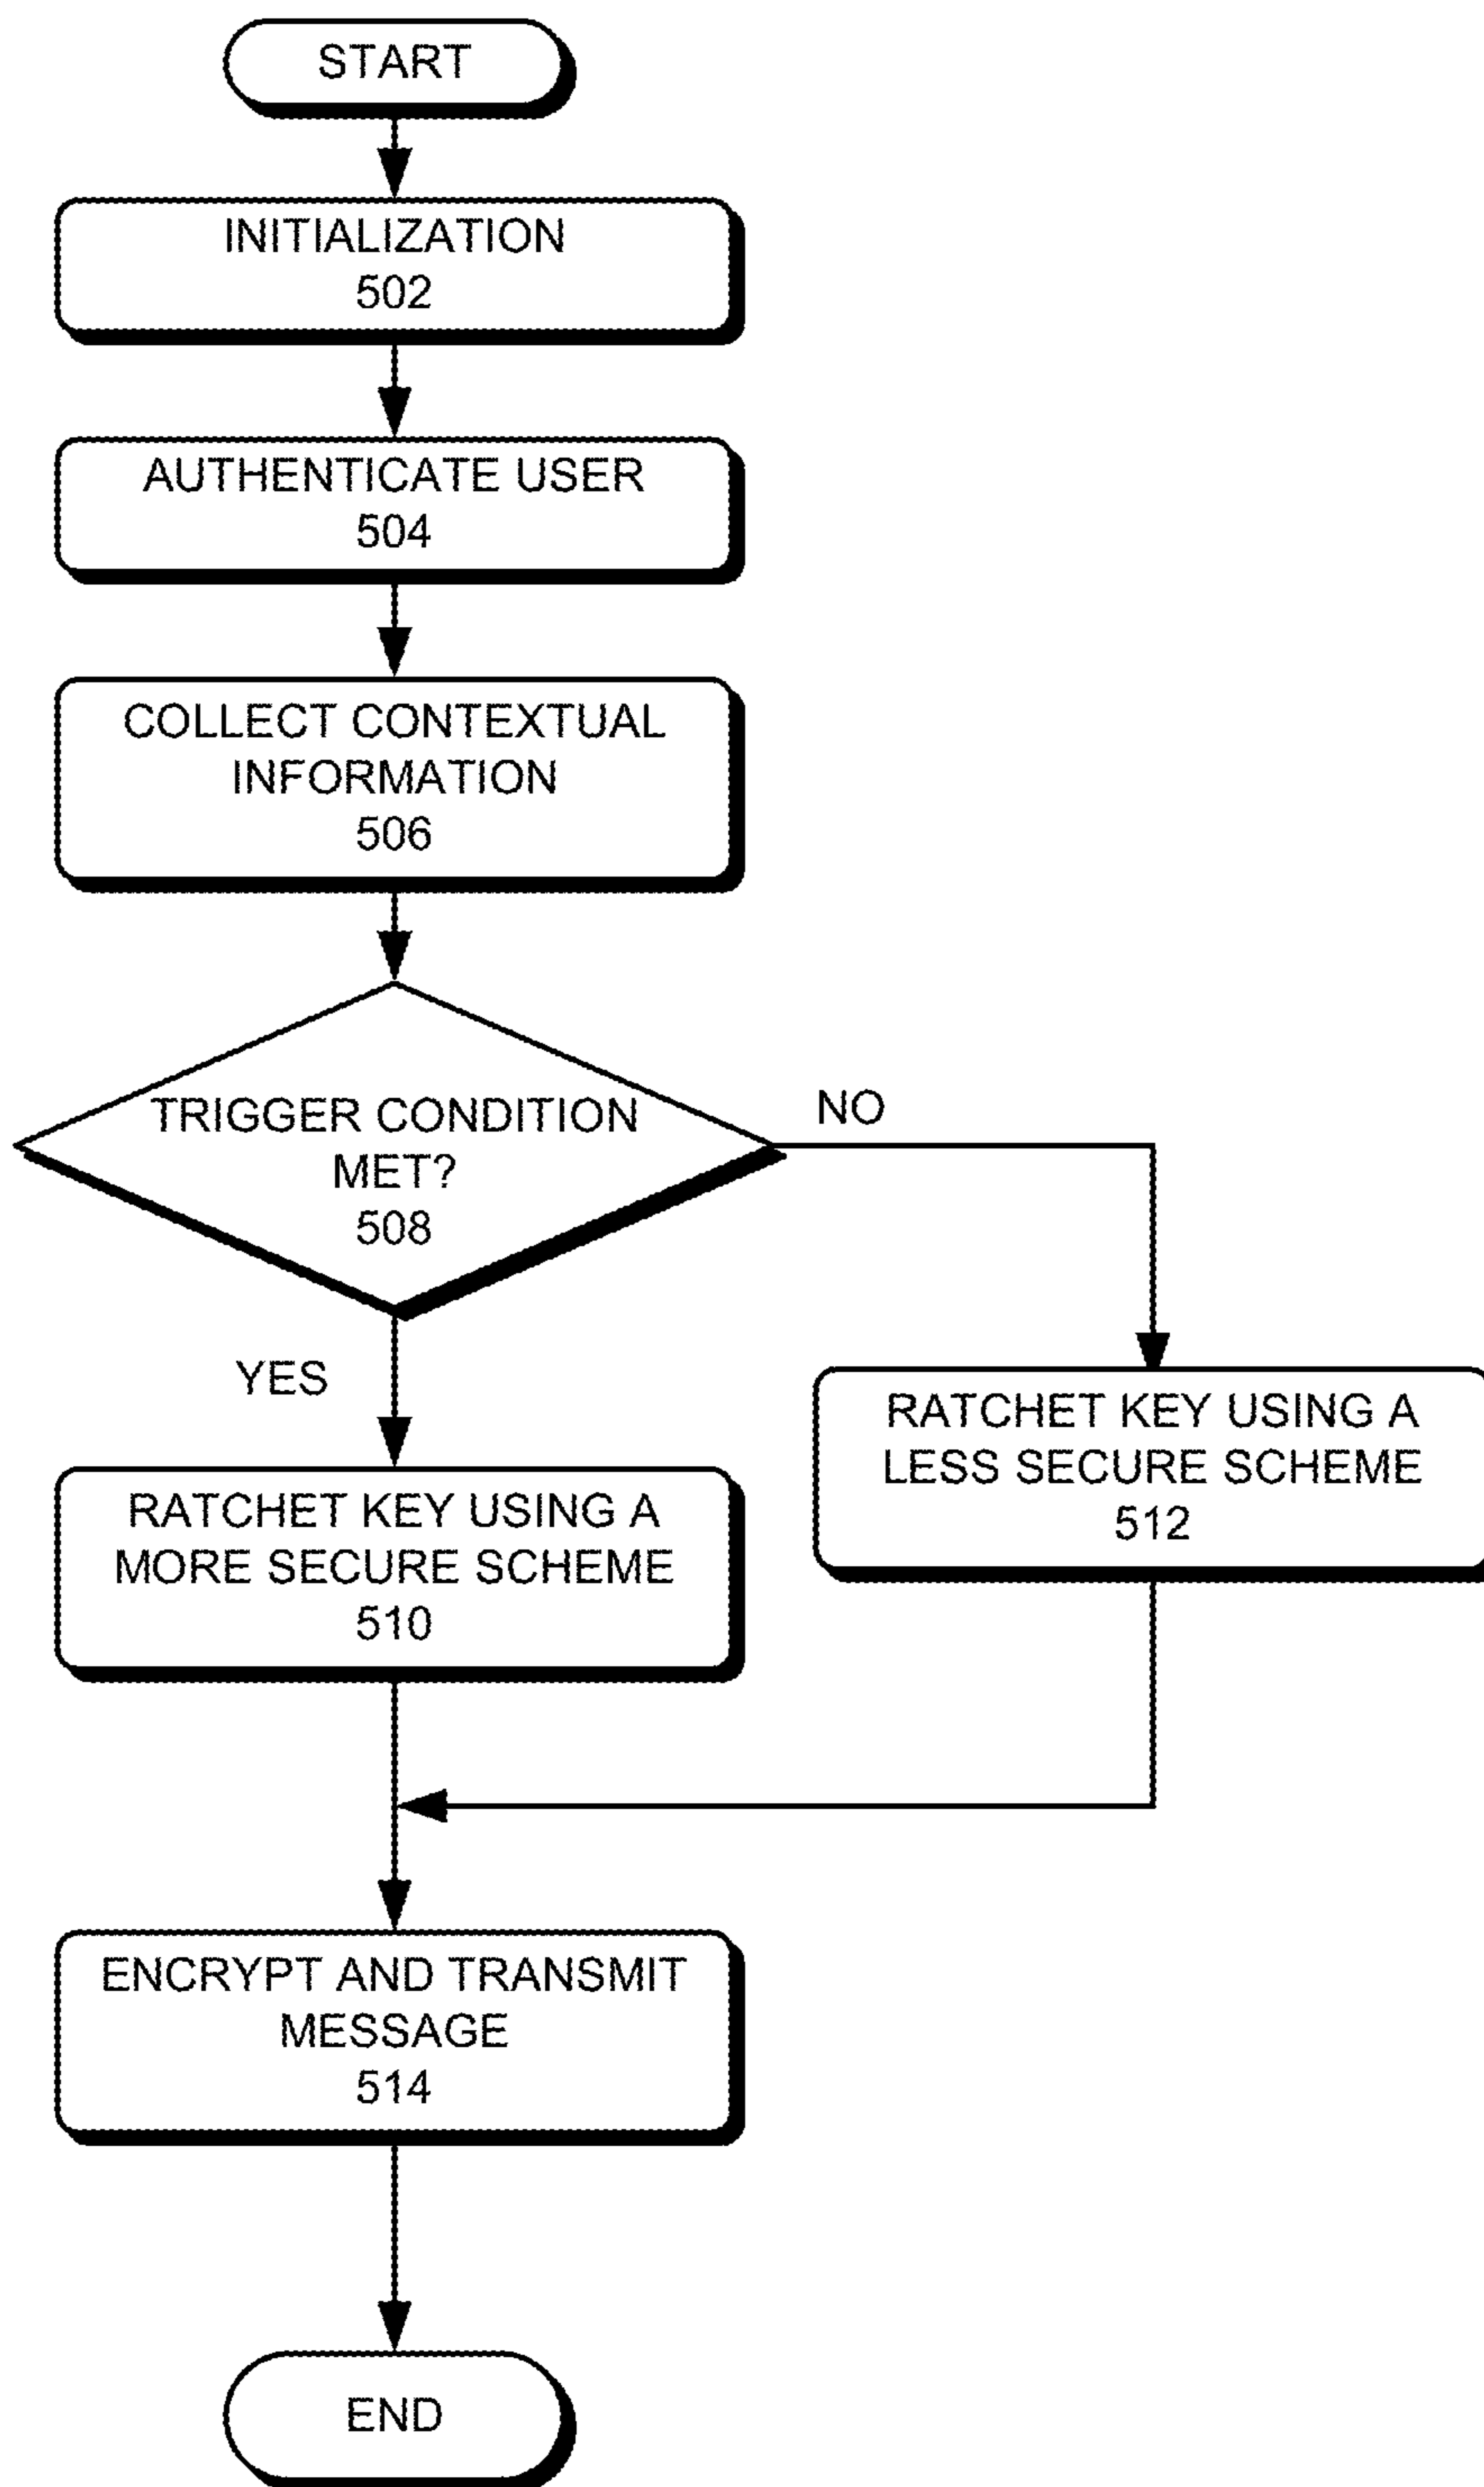 START
INITIALIZATION
502
AUTHENTICATE USER
504
COLLECT CONTEXTUAL
INFORMATION
506
TRIGGER CONDITION
MET?
508
NO
YES
RATCHET KEY USING A
LESS SECURE SCHEME
512
RATCHET KEY USING A
MORE SECURE SCHEME
510
ENCRYPT AND TRANSMIT
MESSAGE
514
END